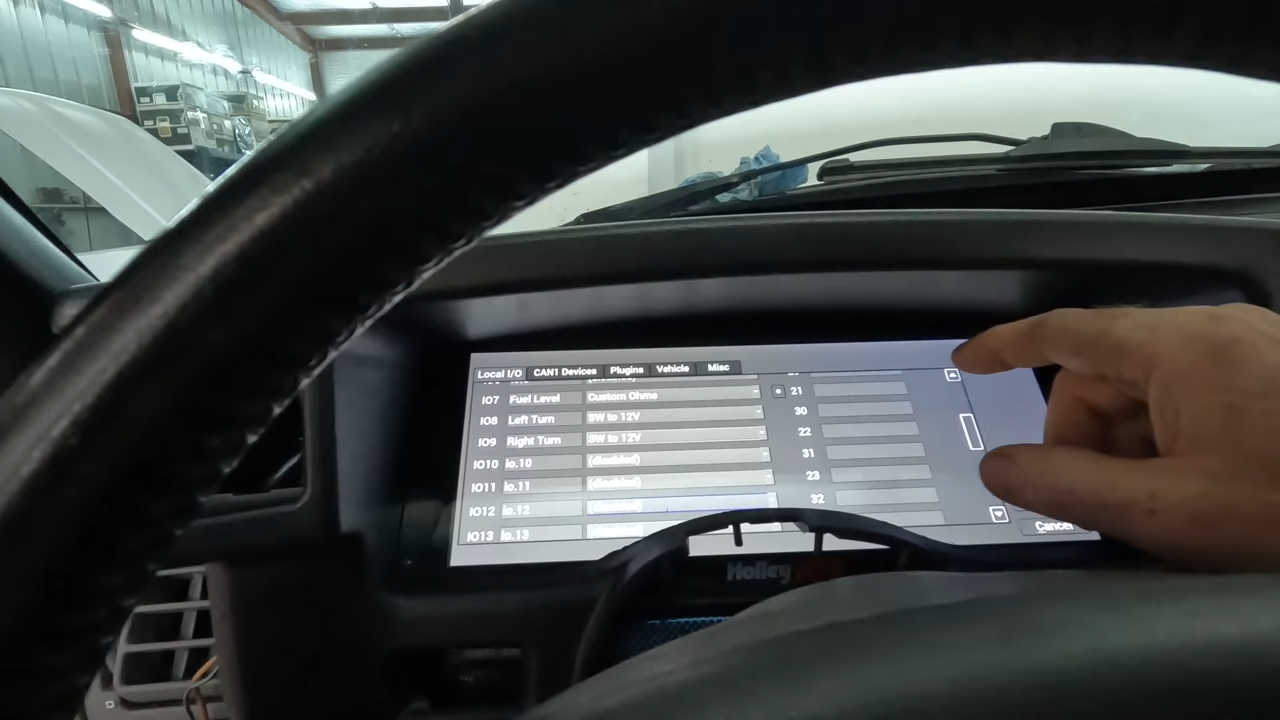 Local I/O CAN1 Devices Plugins Vehicle Misc
IO7 Fuel Level Custom Ohms 21
IO8 Left Turn SW to 12V 30
IO9 Right Turn SW to 12V 22
IO10 io.10 (disabled) 31
IO11 io.11 (disabled) 23
IO12 io.12 (disabled) 32
IO13 io.13
Cancel
Holley